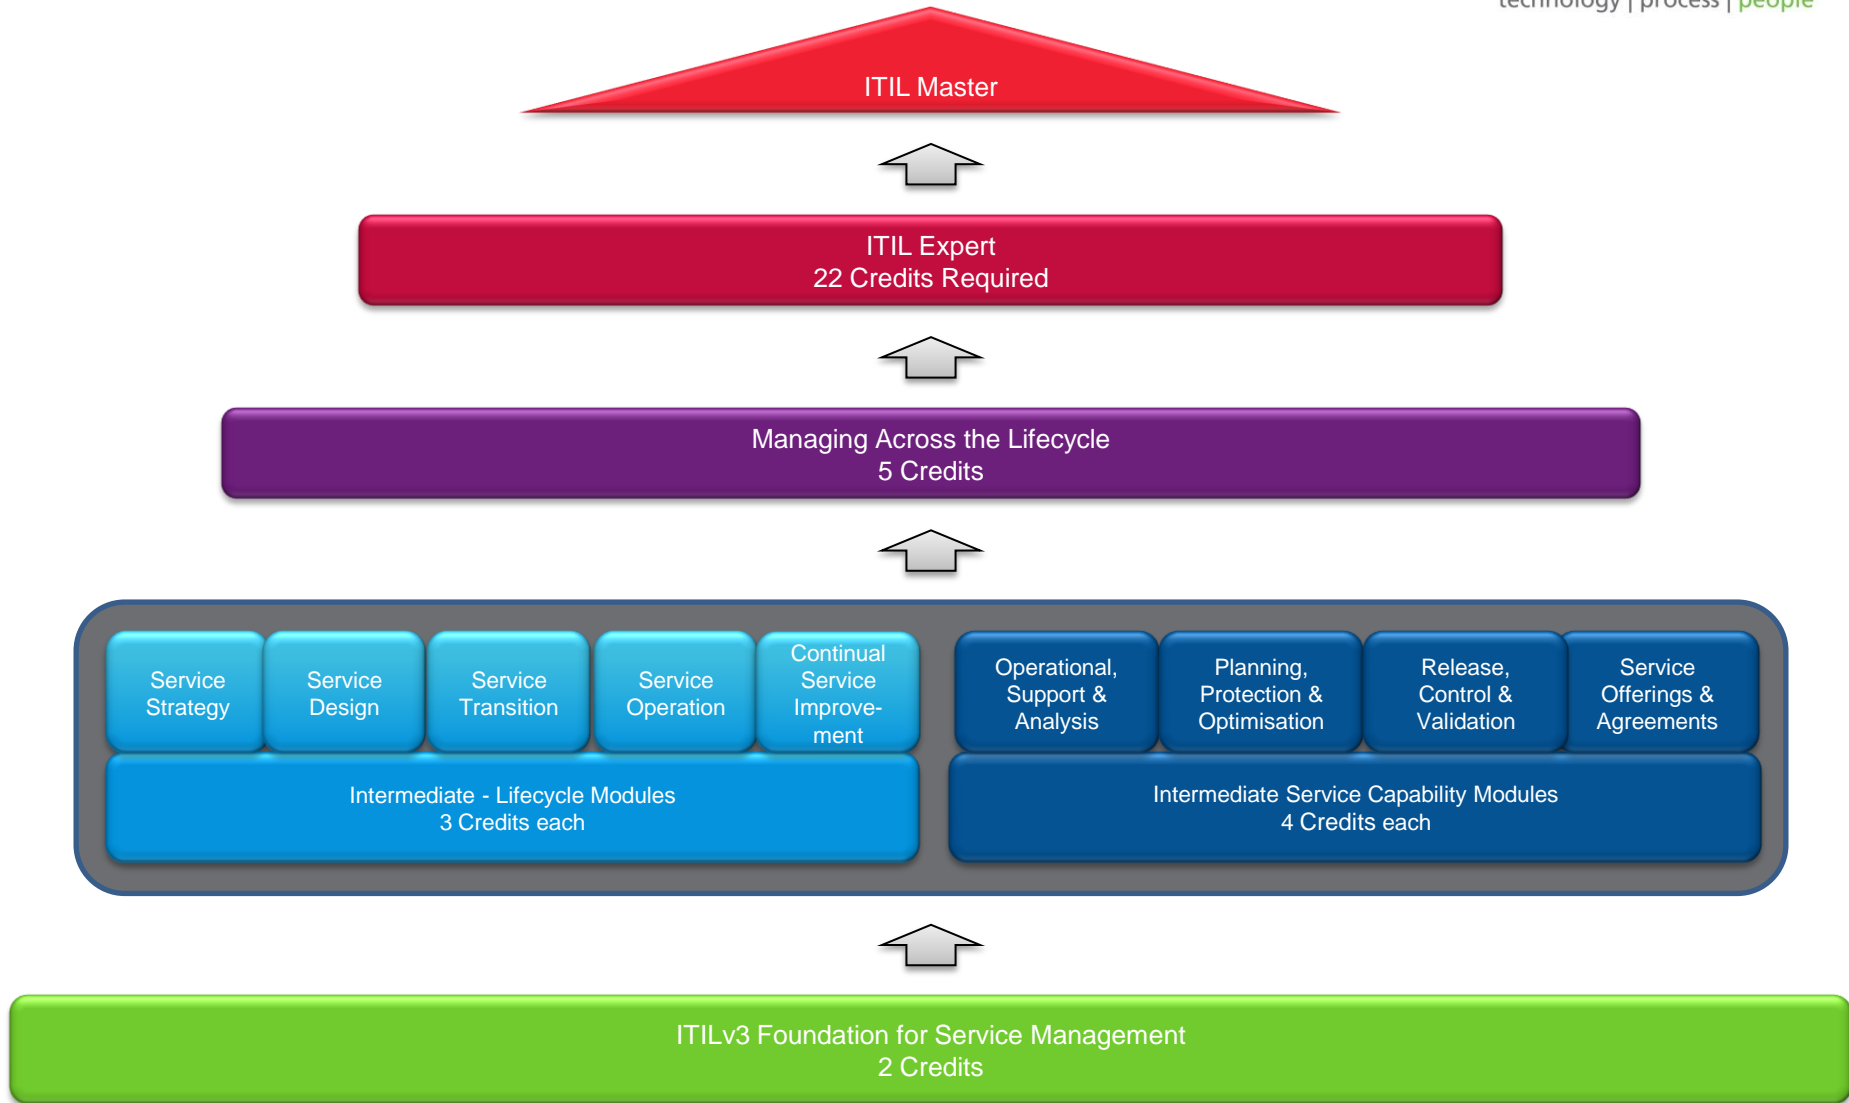 technology | process | people
ITIL Master
ITIL Expert
22 Credits Required
Managing Across the Lifecycle
5 Credits
Service
Strategy
Service
Design
Service
Transition
Service
Operation
Continual
Service
Improve-
ment
Operational,
Support &
Analysis
Planning,
Protection &
Optimisation
Release,
Control &
Validation
Service
Offerings &
Agreements
Intermediate - Lifecycle Modules
3 Credits each
Intermediate Service Capability Modules
4 Credits each
ITILv3 Foundation for Service Management
2 Credits